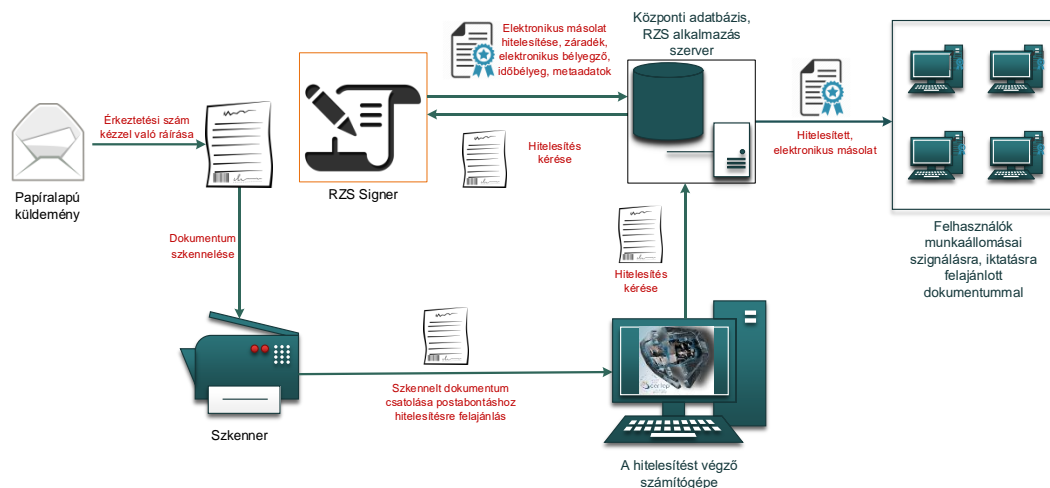 Elektronikus másolat
hitelesítése, záradék,
elektronikus bélyegző,
időbélyeg, metaadatok
Központi adatbázis,
RZS alkalmazás
szerver
Érkeztetési szám
kézzel való ráírása
Hitelesítés
kérése
Hitelesített,
elektronikus másolat
Papíralapú
küldemény
RZS Signer
Dokumentum
szkennelése
Hitelesítés
kérése
Felhasználók
munkaállomásai
szignálásra, iktatásra
felajánlott
dokumentummal
Szkennelt dokumentum
csatolása postabontáshoz
hitelesítésre felajánlás
Szkenner
A hitelesítést végző
számítógépe